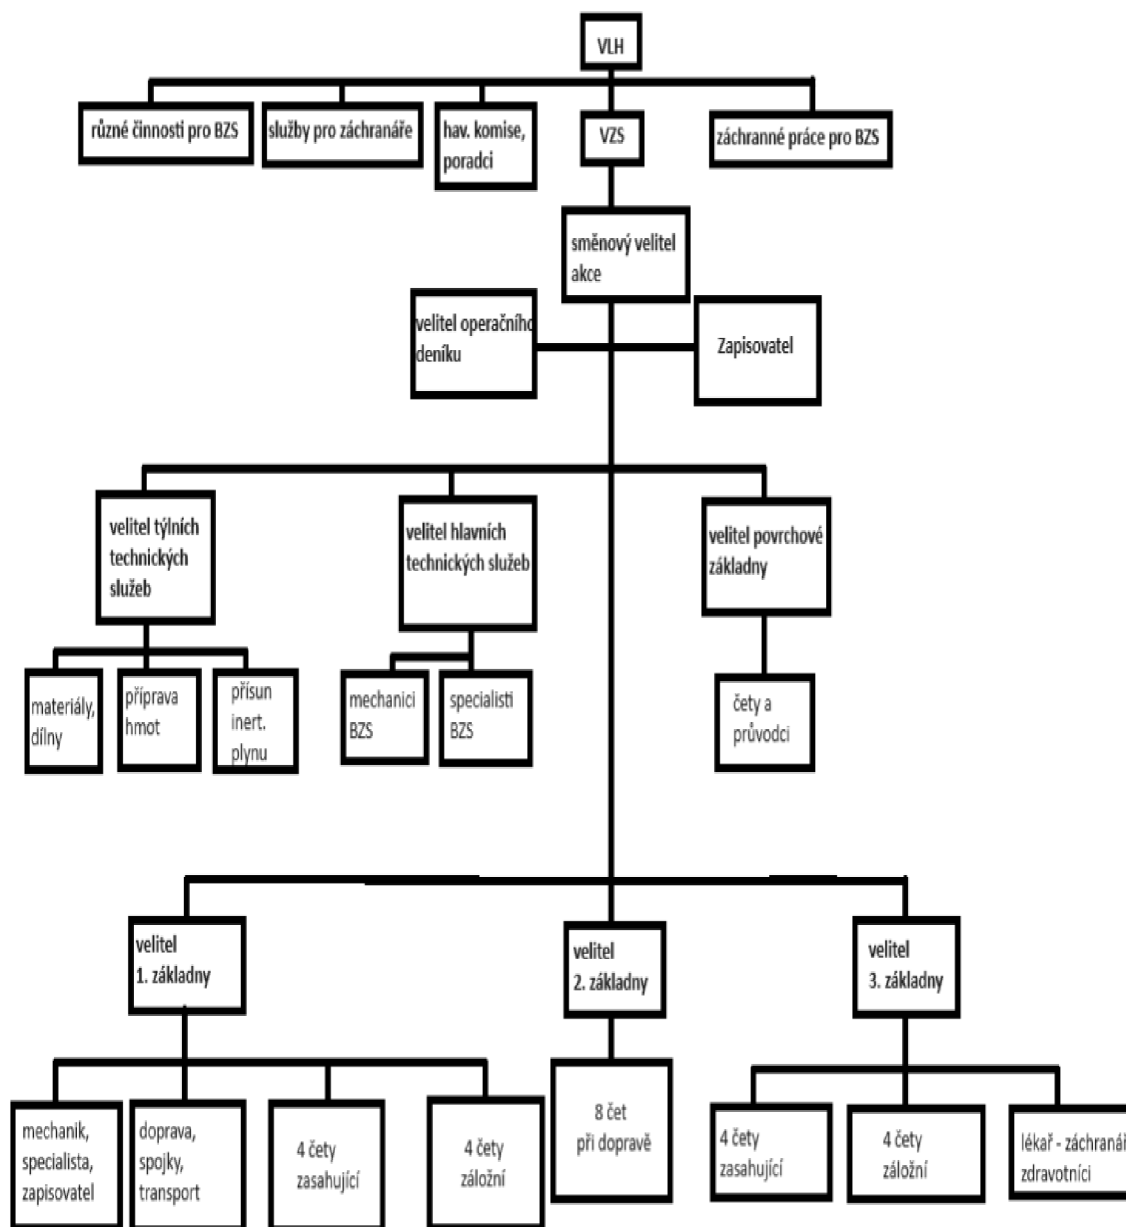 VLH
různé činnosti pro BZS
služby pro záchranáře
hav. komise,
poradci
VZS
záchranné práce pro BZS
směnový velitel
akce
velitel operačního
deníku
Zapisovatel
velitel týlních
technických
služeb
velitel hlavních
technických služeb
velitel povrchové
základny
materiály,
dílny
příprava
hmot
přísun
inert.
plynu
mechanici
BZS
specialisti
BZS
čety a
průvodci
velitel
1. základny
velitel
2. základny
velitel
3. základny
mechanik,
specialista,
zapisovatel
doprava,
spojky,
transport
4 čety
zasahující
4 čety
záložní
8 čet
při dopravě
4 čety
zasahující
4 čety
záložní
lékař - záchranář
zdravotníci